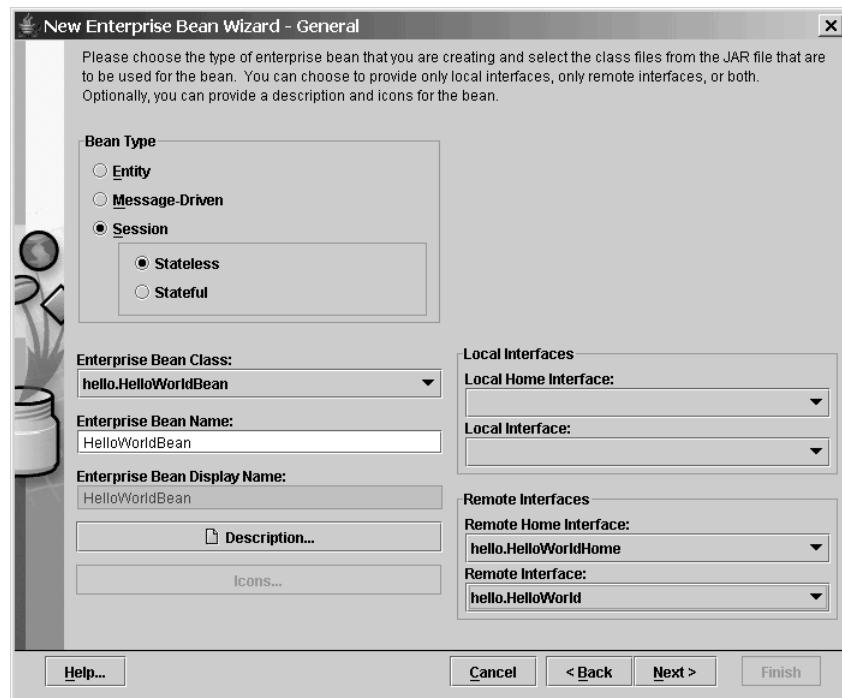 New Enterprise Bean Wizard - General
Please choose the type of enterprise bean that you are creating and select the class files from the JAR file that are
to be used for the bean. You can choose to provide only local interfaces, only remote interfaces, or both.
Optionally, you can provide a description and icons for the bean.
Bean Type
Entity
Message-Driven
Session
Stateless
Stateful
Enterprise Bean Class:
hello.HelloWorldBean
Enterprise Bean Name:
HelloWorldBean
Enterprise Bean Display Name:
HelloWorldBean
Description...
Icons...
Local Interfaces
Local Home Interface:
Local Interface:
Remote Interfaces
Remote Home Interface:
hello.HelloWorldHome
Remote Interface:
hello.HelloWorld
Help...
Cancel
< Back
Next >
Finish